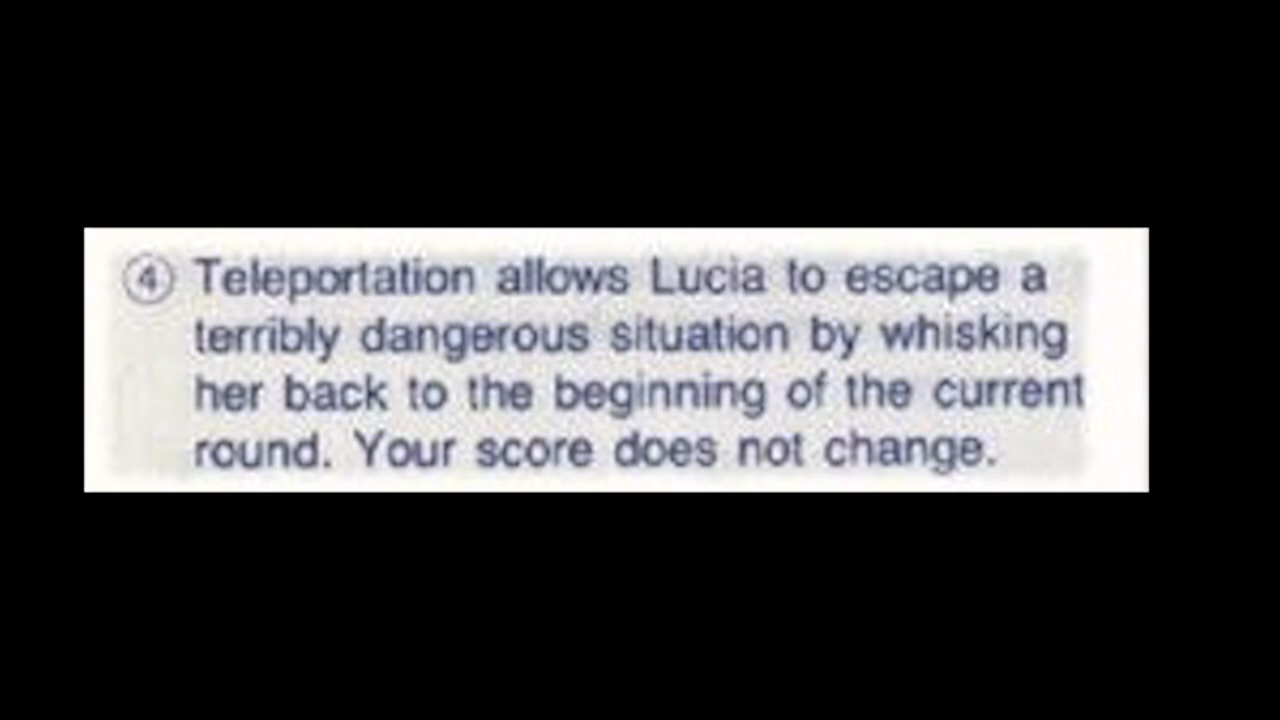 ④ Teleportation allows Lucia to escape a
terribly dangerous situation by whisking
her back to the beginning of the current
round. Your score does not change.